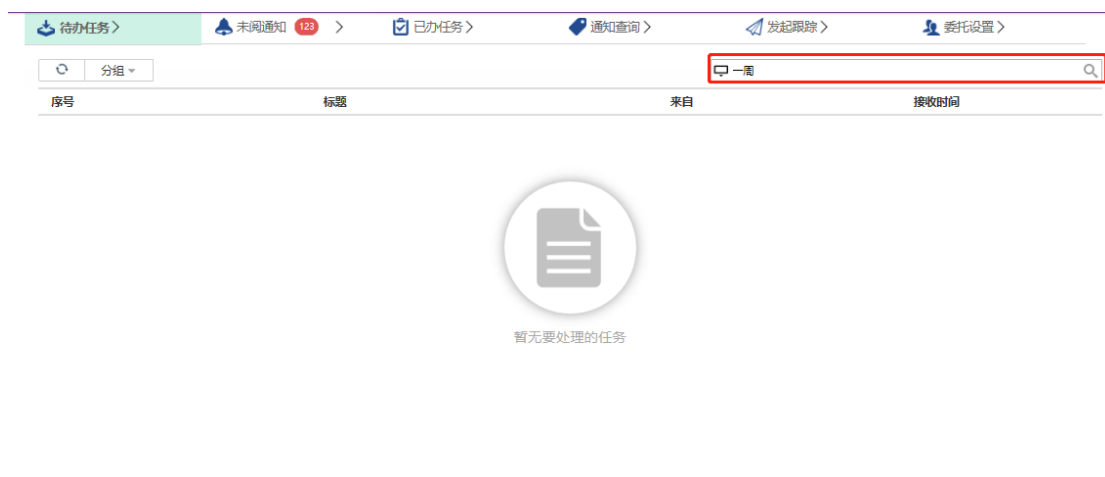 待办任务 未阅通知 123 已办任务 通知查询 发起跟踪 委托设置
分组 一周
序号 标题 来自 接收时间
暂无要处理的任务